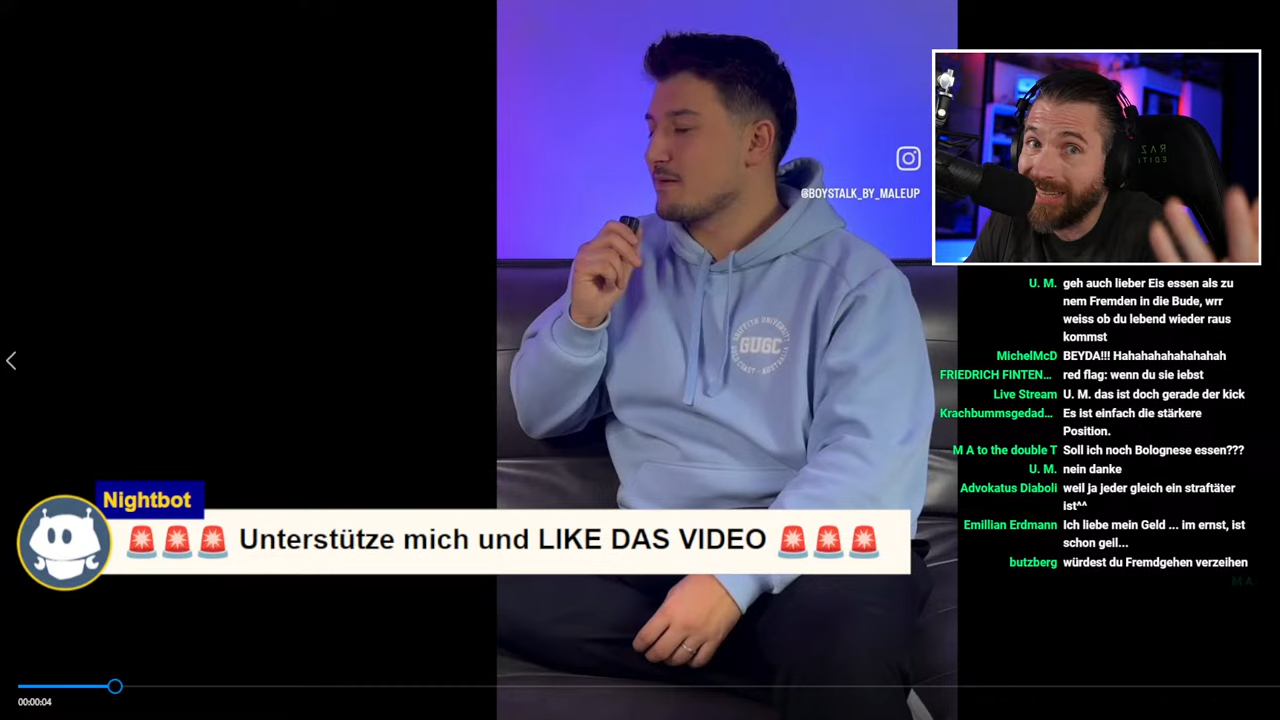 @BOYSTALK_BY_MALEUP
GUGC
U. M. geh auch lieber Eis essen als zu
nem Fremden in die Bude, wrr
weiss ob du lebend wieder raus
kommst
MichelMcD BEYDA!!! Hahahahahahahah
FRIEDRICH FINTEN... red flag: wenn du sie iebst
Live Stream U. M. das ist doch gerade der kick
Krachbummsgedad... Es ist einfach die stärkere
Position.
M A to the double T Soll ich noch Bolognese essen???
U. M. nein danke
Advokatus Diaboli weil ja jeder gleich ein straftäter
ist^^
Emillian Erdmann Ich liebe mein Geld ... im ernst, ist
schon geil...
butzberg würdest du Fremdgehen verzeihen
Nightbot
🚨🚨🚨 Unterstütze mich und LIKE DAS VIDEO 🚨🚨🚨
00:00:04